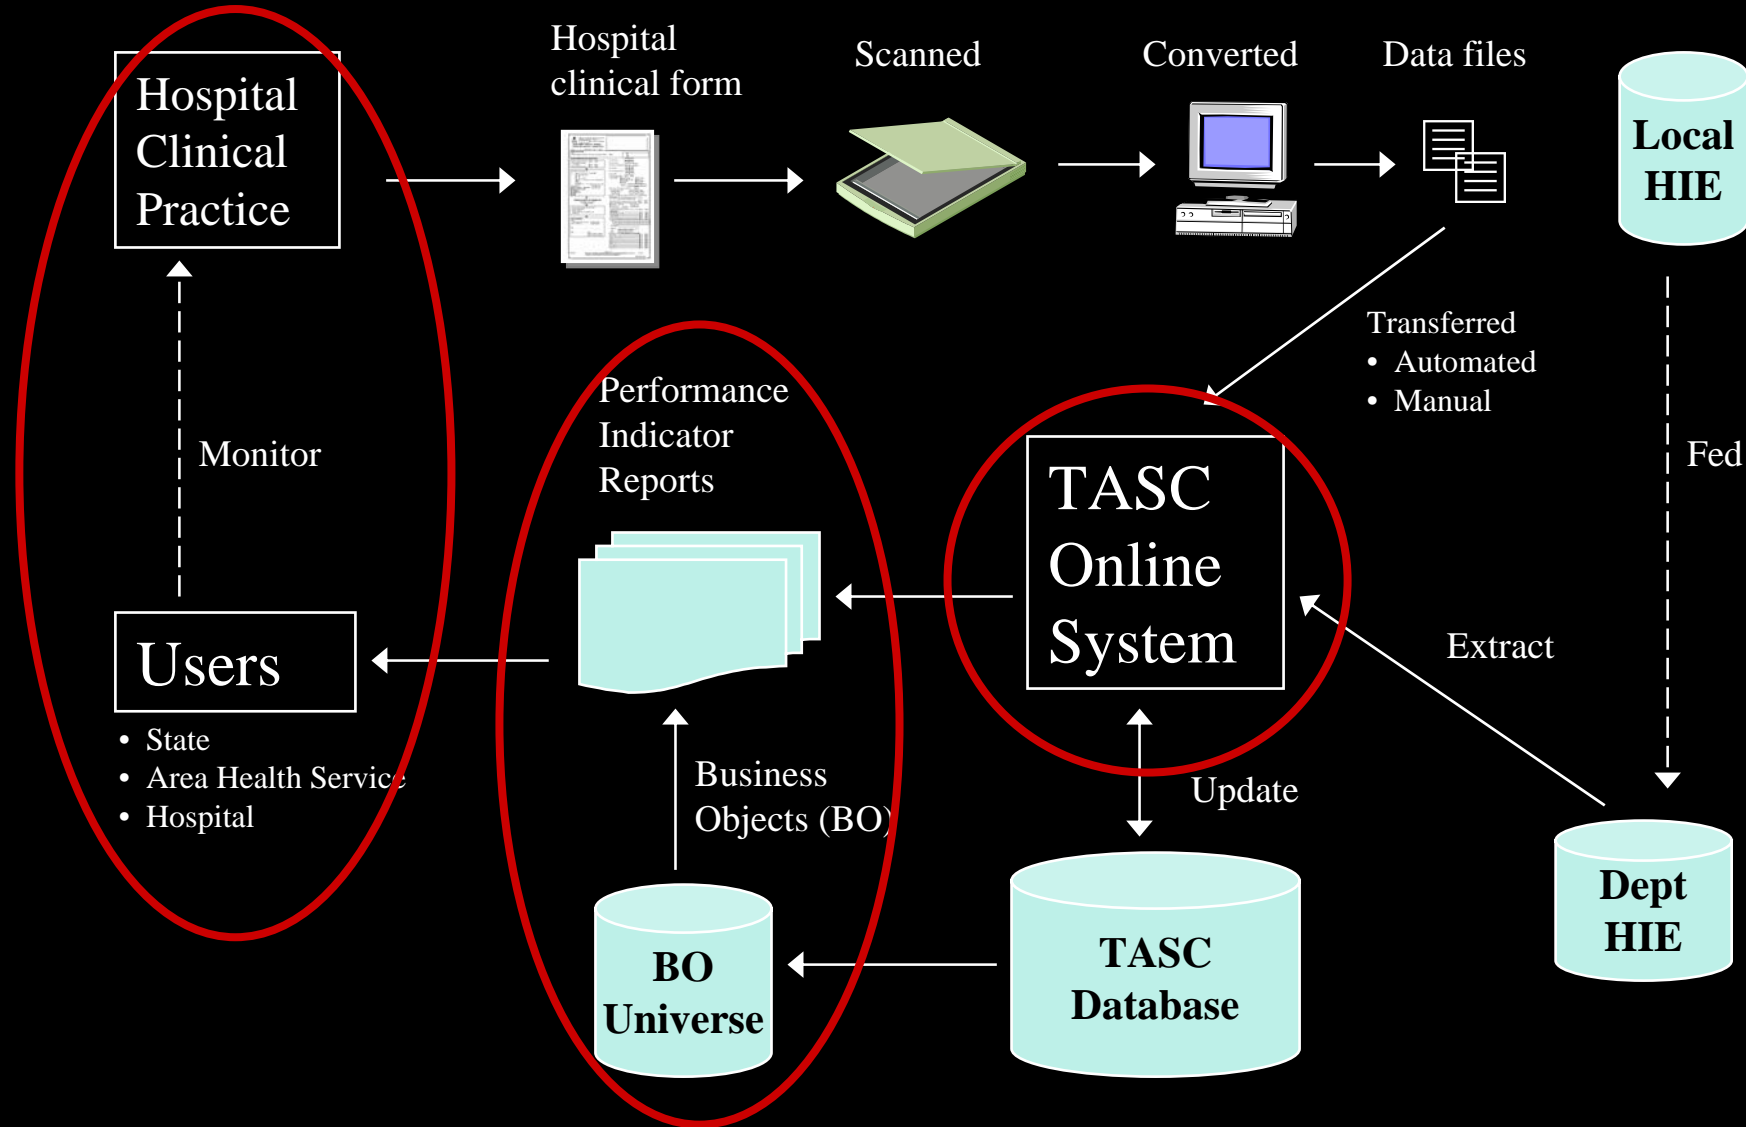 Hospital
Clinical
Practice
Hospital
clinical form
Scanned
Converted
Data files
Local
HIE
Transferred
• Automated
• Manual
Performance
Indicator
Reports
Monitor
Fed
TASC
Online
System
Users
Extract
• State
• Area Health Service
• Hospital
Business
Objects (BO)
Update
Dept
HIE
BO
Universe
TASC
Database